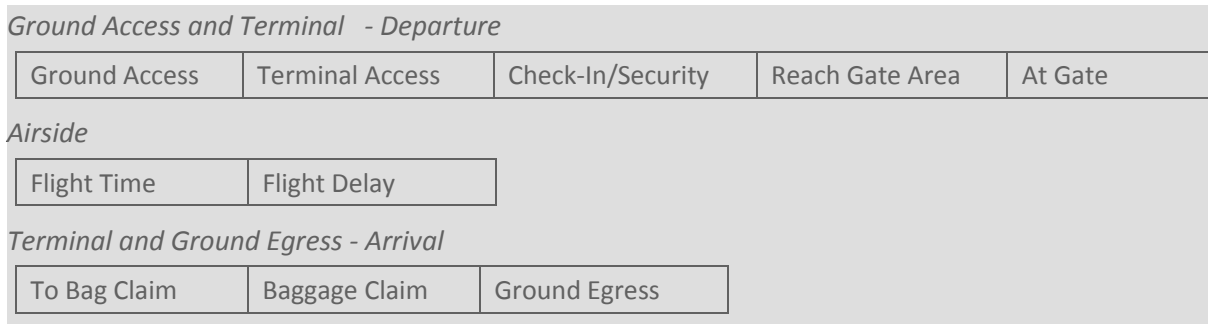 Ground Access and Terminal - Departure
Ground Access Terminal Access Check-In/Security Reach Gate Area At Gate
Airside
Flight Time Flight Delay
Terminal and Ground Egress - Arrival
To Bag Claim Baggage Claim Ground Egress